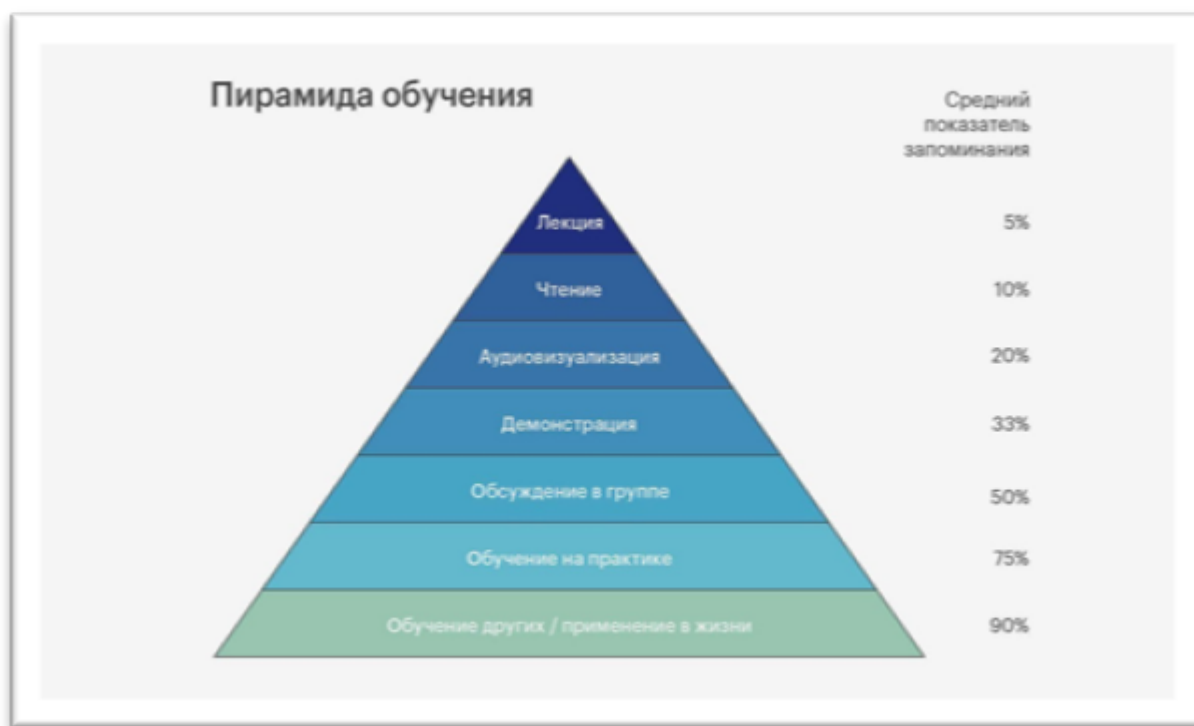 Пирамида обучения
Средний
показатель
запоминания
Лекция 5%
Чтение 10%
Аудиовизуализация 20%
Демонстрация 33%
Обсуждение в группе 50%
Обучение на практике 75%
Обучение других / применение в жизни 90%